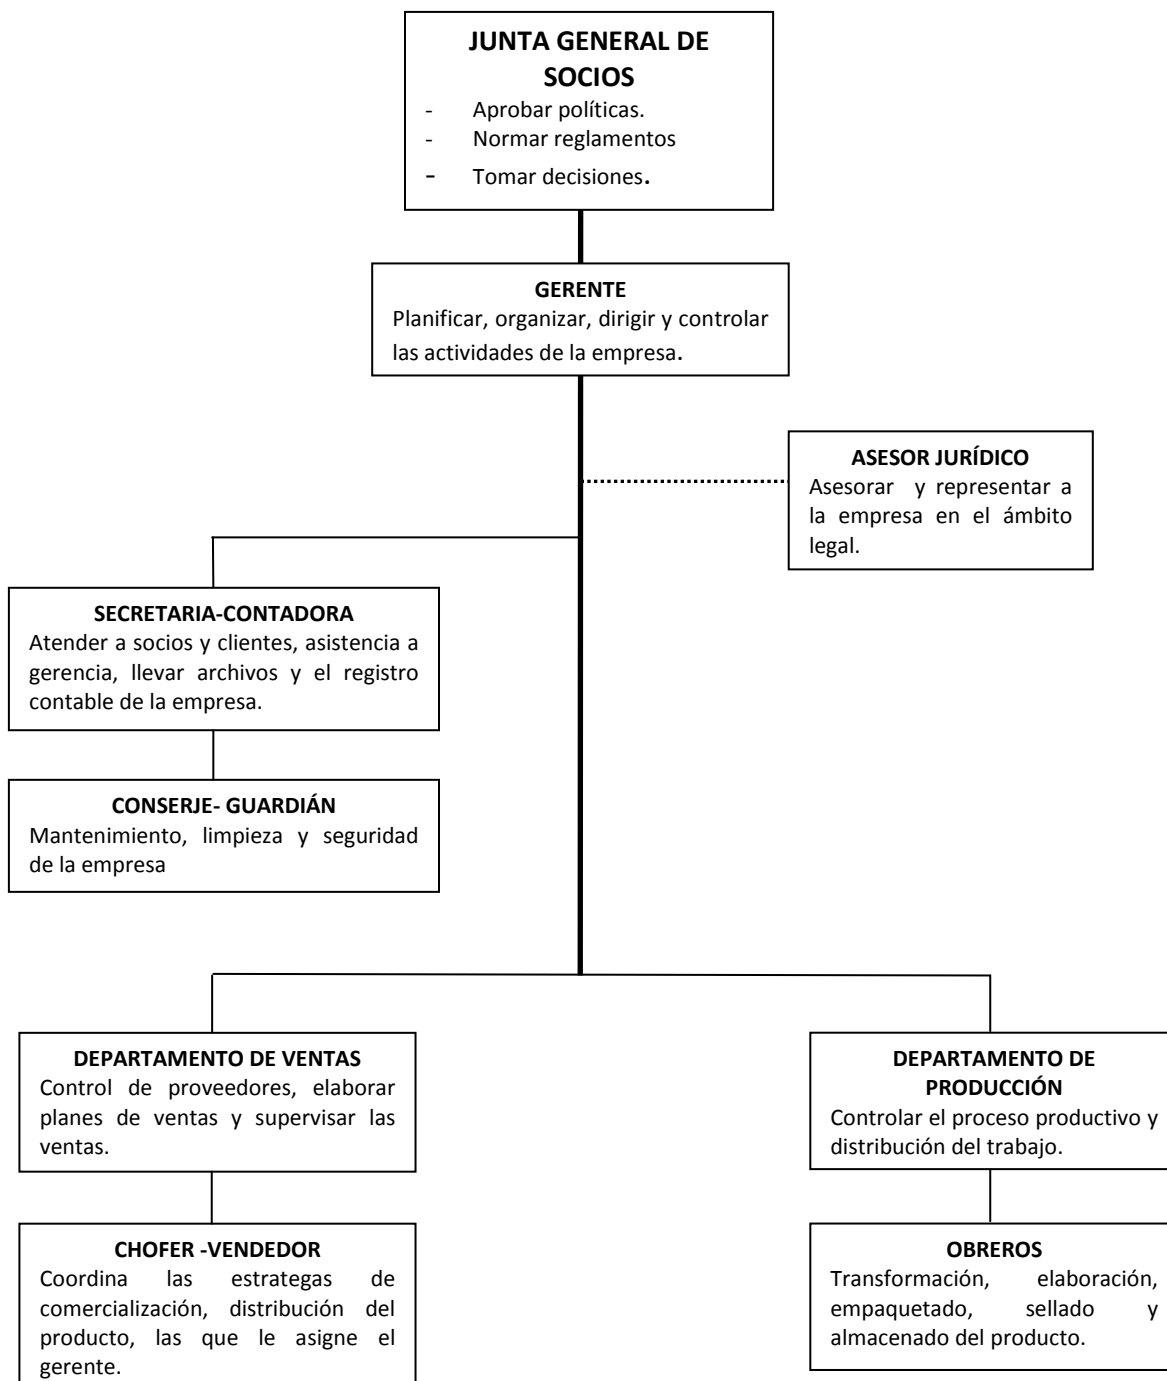 JUNTA GENERAL DE
SOCIOS
- Aprobar políticas.
- Normar reglamentos
- Tomar decisiones.
GERENTE
Planificar, organizar, dirigir y controlar
las actividades de la empresa.
ASESOR JURÍDICO
Asesorar y representar a
la empresa en el ámbito
legal.
SECRETARIA-CONTADORA
Atender a socios y clientes, asistencia a
gerencia, llevar archivos y el registro
contable de la empresa.
CONSERJE- GUARDIÁN
Mantenimiento, limpieza y seguridad
de la empresa
DEPARTAMENTO DE VENTAS
Control de proveedores, elaborar
planes de ventas y supervisar las
ventas.
DEPARTAMENTO DE
PRODUCCIÓN
Controlar el proceso productivo y
distribución del trabajo.
CHOFER -VENDEDOR
Coordina las estrategas de
comercialización, distribución del
producto, las que le asigne el
gerente.
OBREROS
Transformación, elaboración,
empaquetado, sellado y
almacenado del producto.